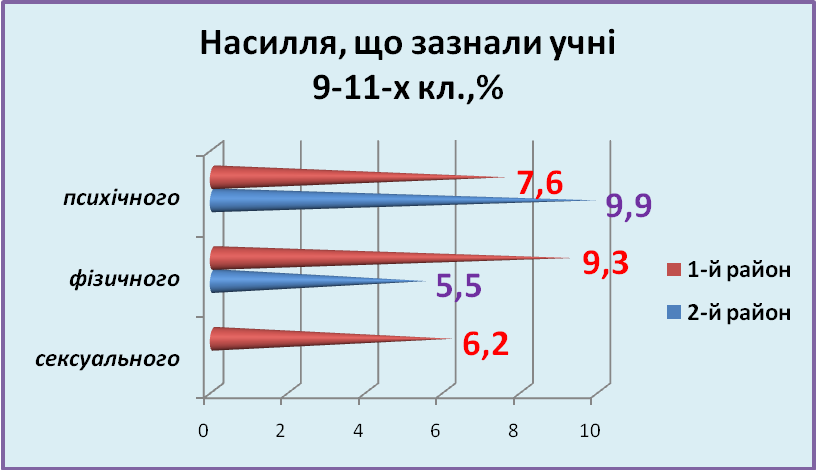 Насилля, що зазнали учні
9-11-х кл.,%
психічного
7,6
9,9
фізичного
9,3
5,5
сексуального
6,2
1-й район
2-й район
0 2 4 6 8 10